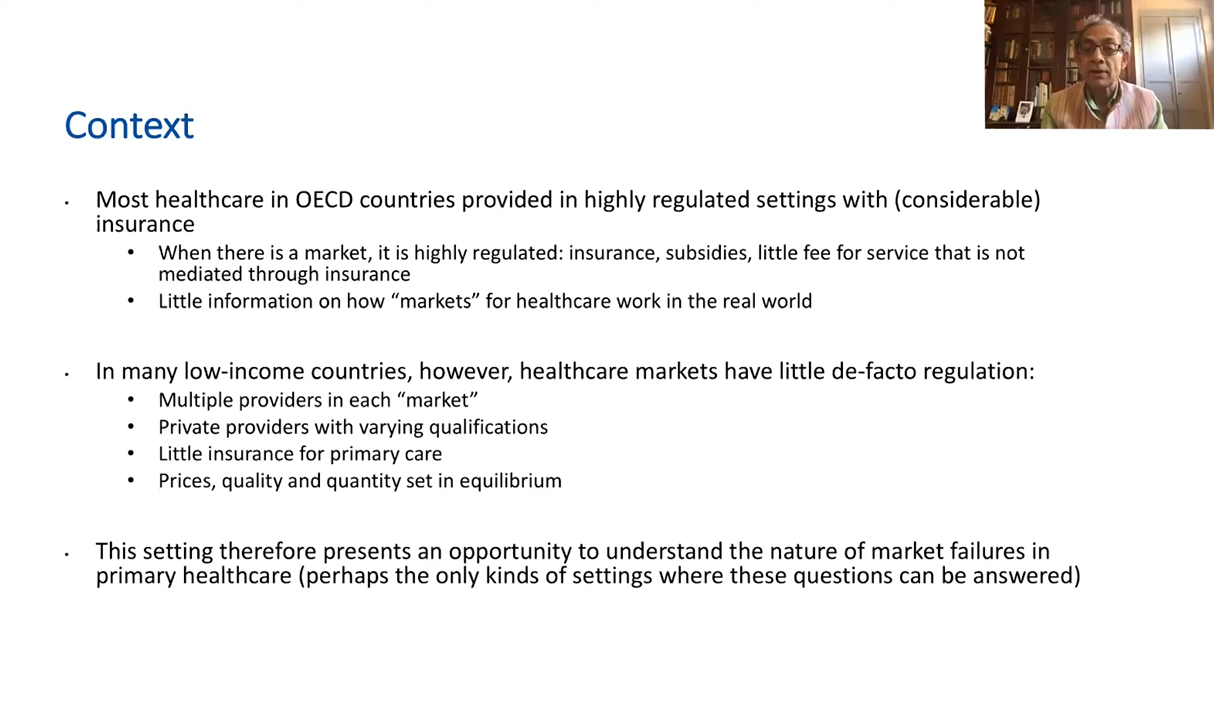 Context
• Most healthcare in OECD countries provided in highly regulated settings with (considerable)
insurance
• When there is a market, it is highly regulated: insurance, subsidies, little fee for service that is not
mediated through insurance
• Little information on how “markets” for healthcare work in the real world
• In many low-income countries, however, healthcare markets have little de-facto regulation:
• Multiple providers in each “market”
• Private providers with varying qualifications
• Little insurance for primary care
• Prices, quality and quantity set in equilibrium
• This setting therefore presents an opportunity to understand the nature of market failures in
primary healthcare (perhaps the only kinds of settings where these questions can be answered)